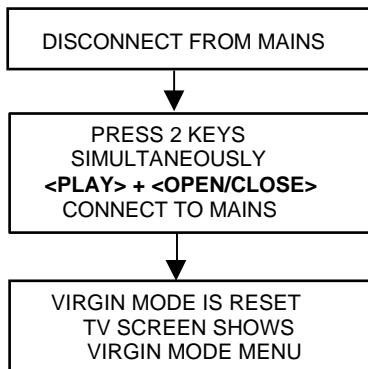 DISCONNECT FROM MAINS
PRESS 2 KEYS
SIMULTANEOUSLY
<PLAY> + <OPEN/CLOSE>
CONNECT TO MAINS
VIRGIN MODE IS RESET
TV SCREEN SHOWS
VIRGIN MODE MENU